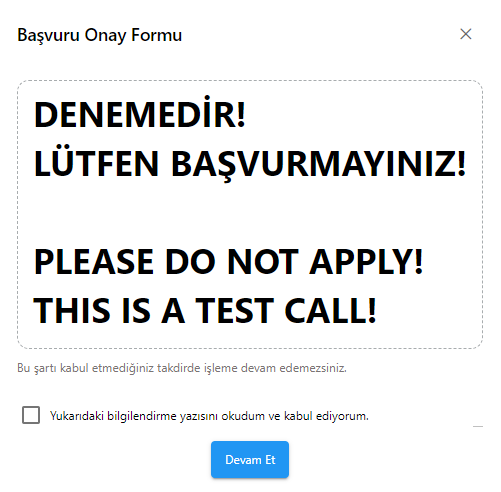 Başvuru Onay Formu
DENEMEDİR!
LÜTFEN BAŞVURMAYINIZ!
PLEASE DO NOT APPLY!
THIS IS A TEST CALL!
Bu şartı kabul etmediğiniz takdirde işleme devam edemezsiniz.
Yukarıdaki bilgilendirme yazısını okudum ve kabul ediyorum.
Devam Et